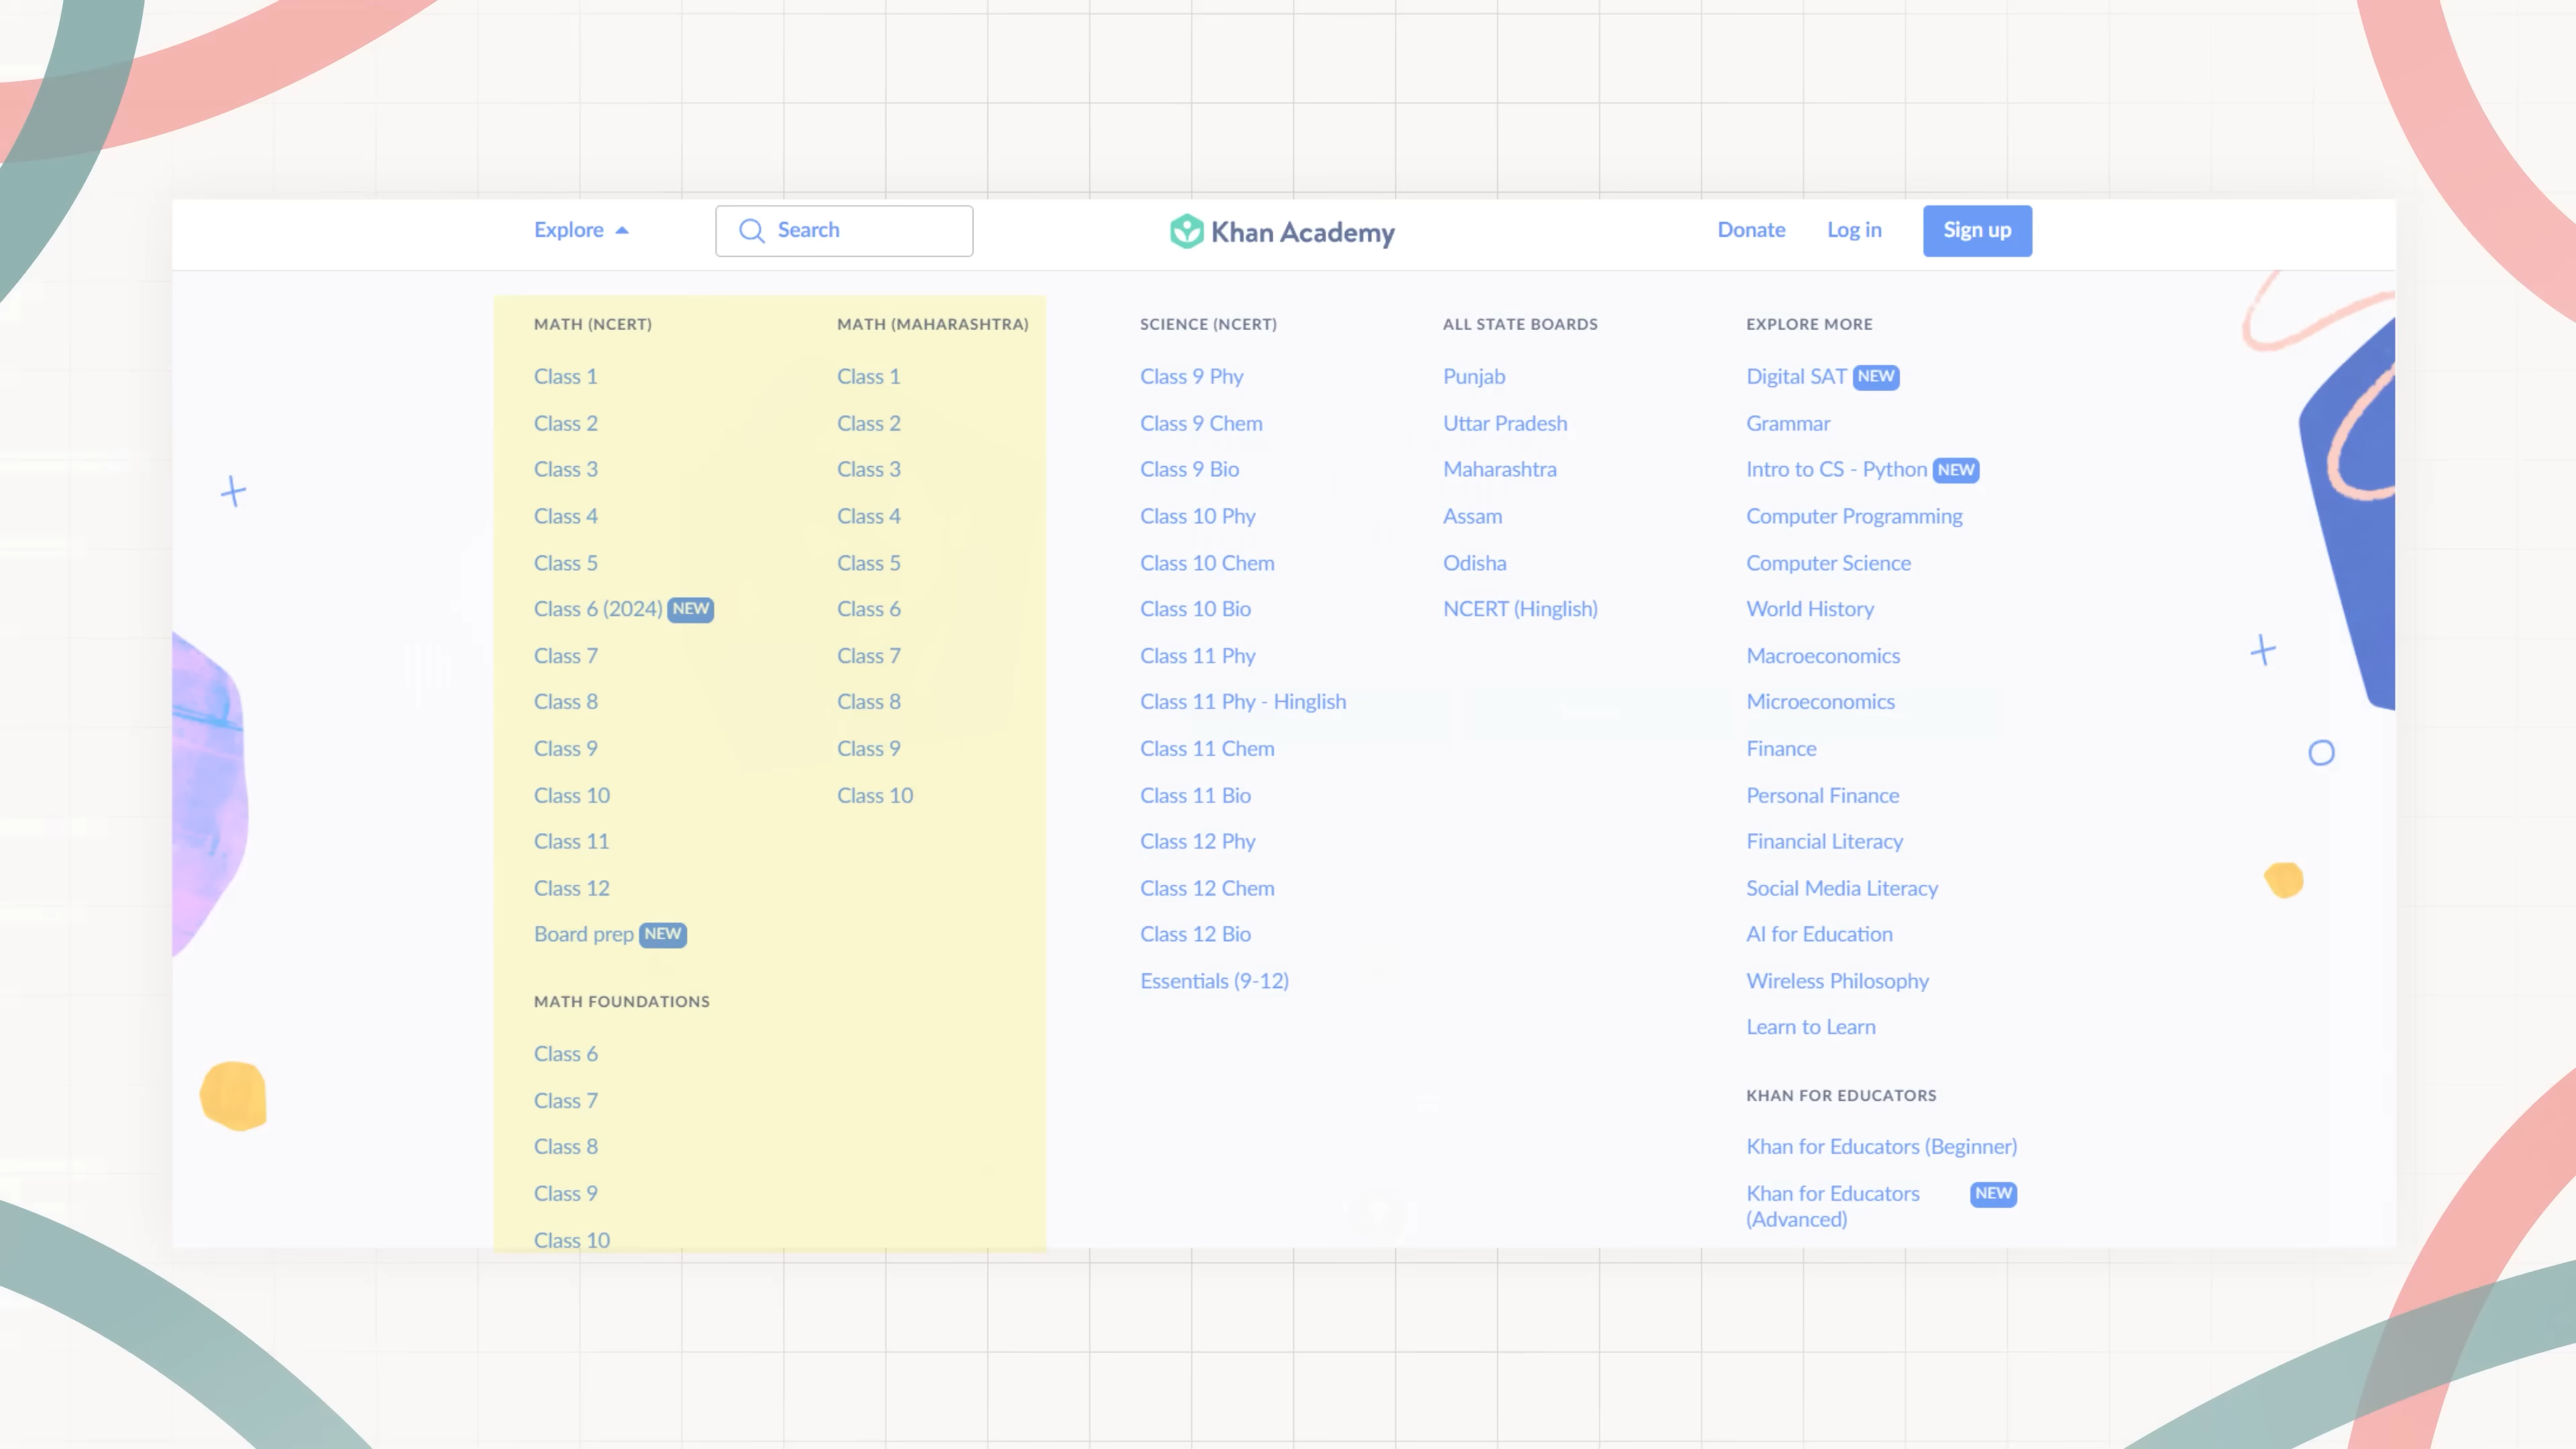 Explore
Search
Khan Academy
Donate
Log in
Sign up
MATH (NCERT)
Class 1
Class 2
Class 3
Class 4
Class 5
Class 6 (2024) NEW
Class 7
Class 8
Class 9
Class 10
Class 11
Class 12
Board prep NEW
MATH FOUNDATIONS
Class 6
Class 7
Class 8
Class 9
Class 10
MATH (MAHARASHTRA)
Class 1
Class 2
Class 3
Class 4
Class 5
Class 6
Class 7
Class 8
Class 9
Class 10
SCIENCE (NCERT)
Class 9 Phy
Class 9 Chem
Class 9 Bio
Class 10 Phy
Class 10 Chem
Class 10 Bio
Class 11 Phy
Class 11 Phy - Hinglish
Class 11 Chem
Class 11 Bio
Class 12 Phy
Class 12 Chem
Class 12 Bio
Essentials (9-12)
ALL STATE BOARDS
Punjab
Uttar Pradesh
Maharashtra
Assam
Odisha
NCERT (Hinglish)
EXPLORE MORE
Digital SAT NEW
Grammar
Intro to CS - Python NEW
Computer Programming
Computer Science
World History
Macroeconomics
Microeconomics
Finance
Personal Finance
Financial Literacy
Social Media Literacy
AI for Education
Wireless Philosophy
Learn to Learn
KHAN FOR EDUCATORS
Khan for Educators (Beginner)
Khan for Educators NEW
(Advanced)